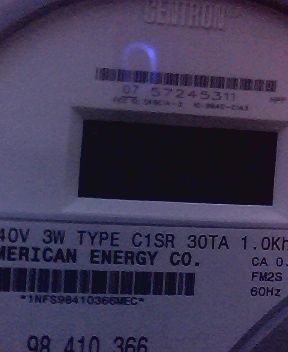 CENTRON
07 57245311
40V 3W TYPE C1SR 30TA 1.0Kh
MERICAN ENERGY CO.
CA 0.
FM2S
60Hz
*1NFS98410366MEC*
98 410 366